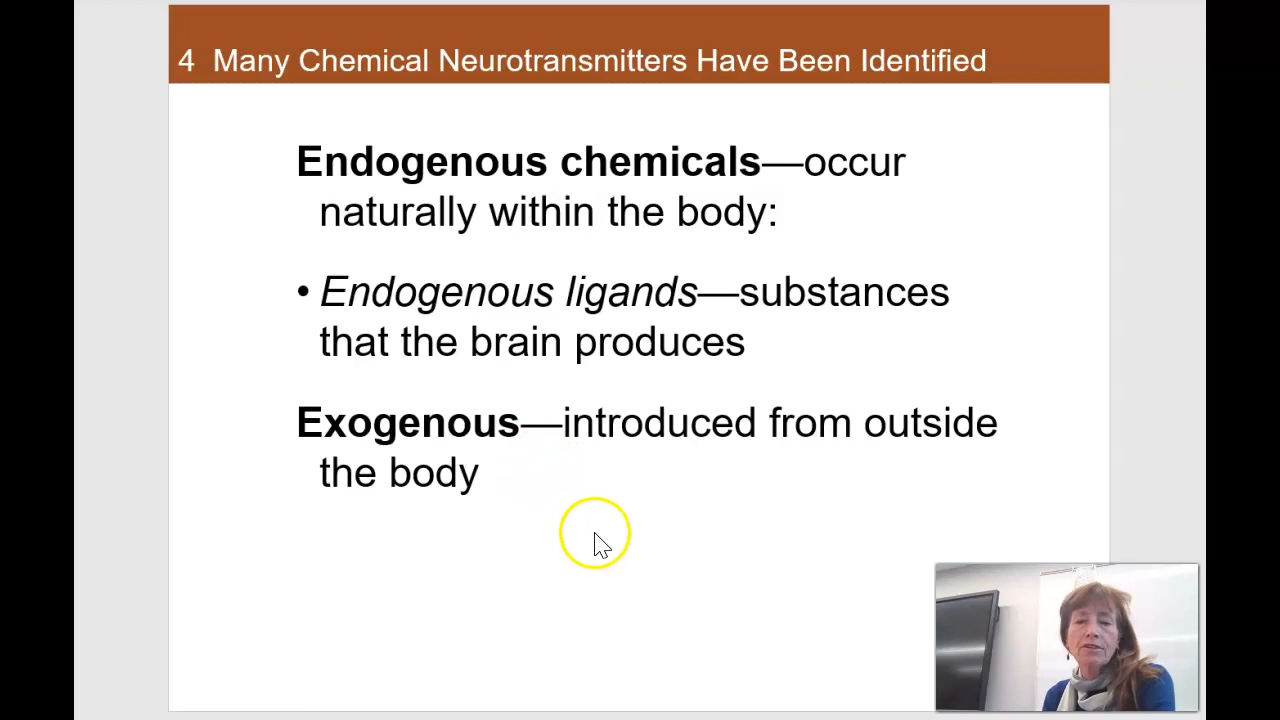 4 Many Chemical Neurotransmitters Have Been Identified
Endogenous chemicals—occur
naturally within the body:
• Endogenous ligands—substances
that the brain produces
Exogenous—introduced from outside
the body